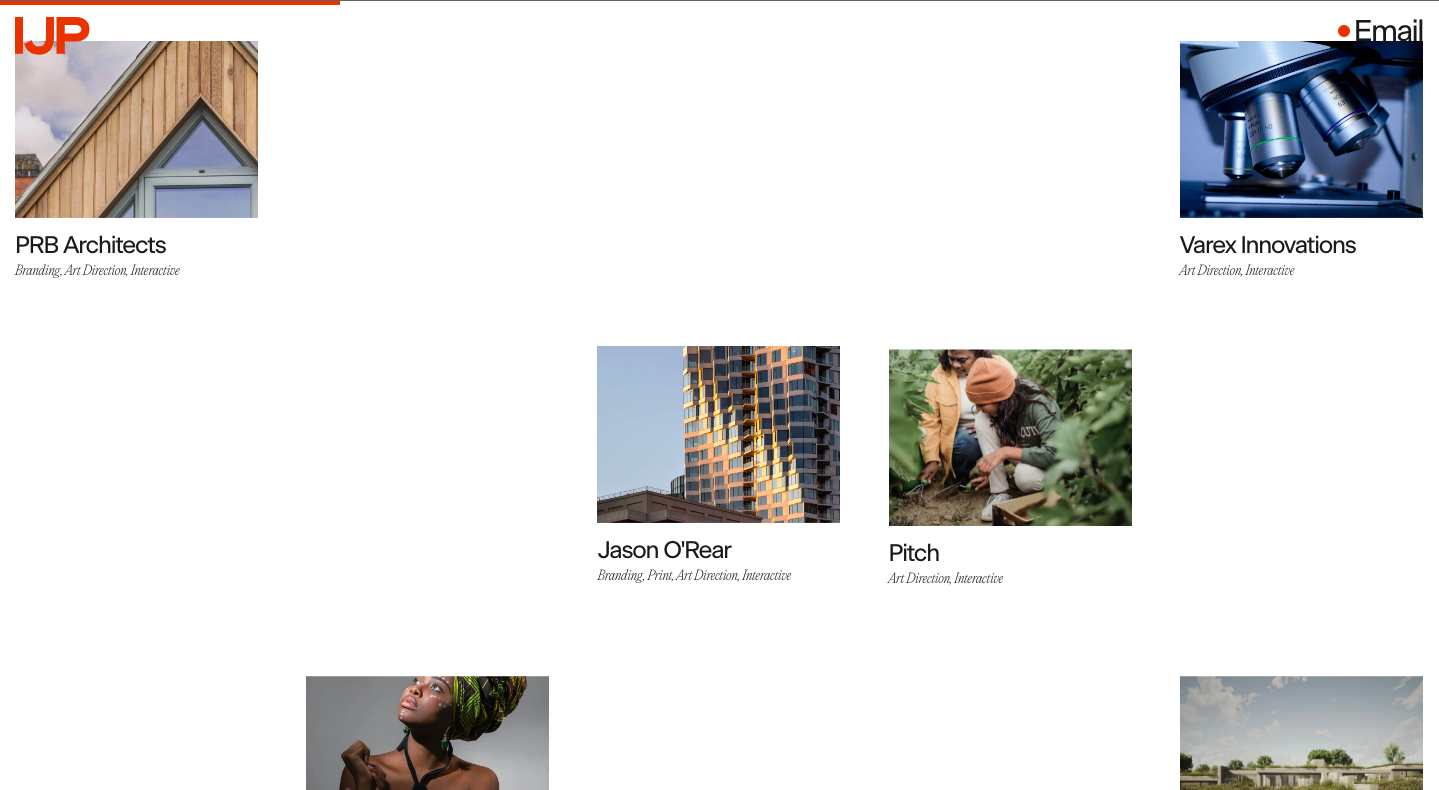 IJP
Email
PRB Architects
Branding, Art Direction, Interactive
Varex Innovations
Art Direction, Interactive
Jason O'Rear
Branding, Print, Art Direction, Interactive
Pitch
Art Direction, Interactive